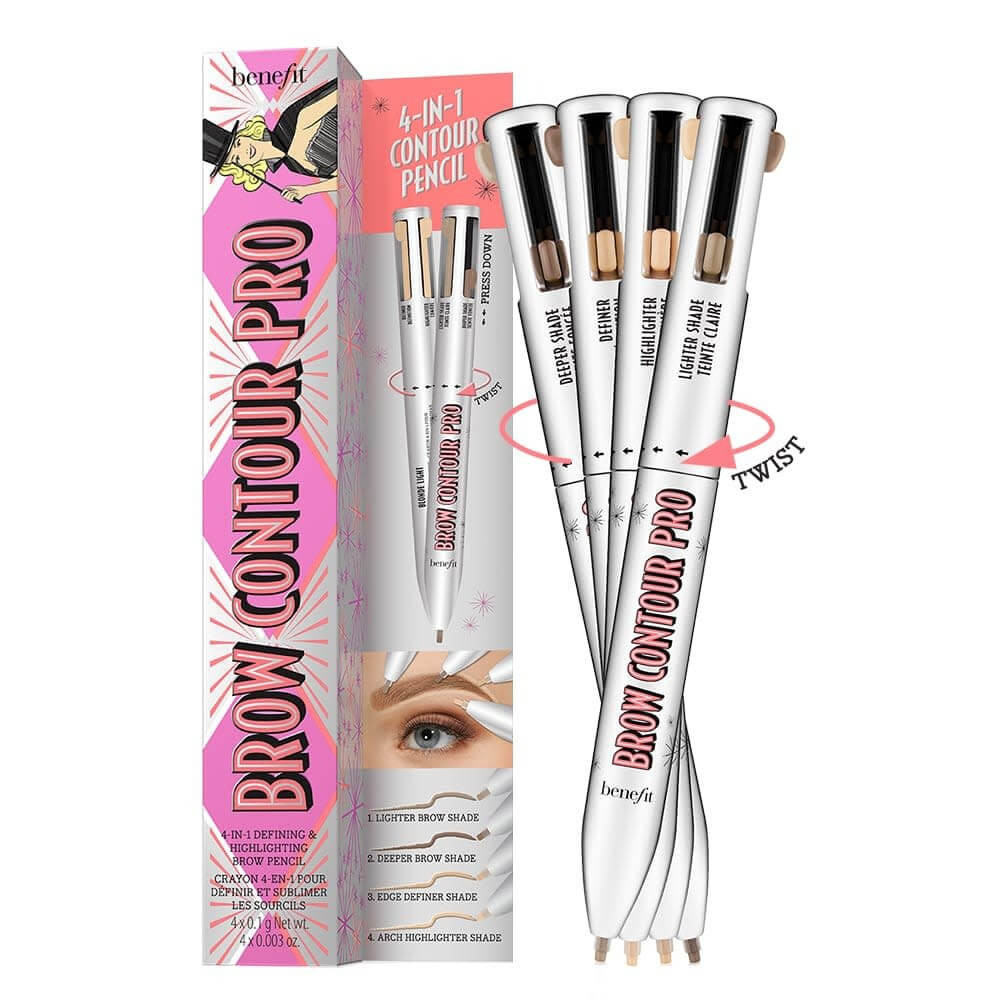 benefit
BROW CONTOUR PRO
4-IN-1 DEFINING &
HIGHLIGHTING
BROW PENCIL
CRAYON 4-EN-1 POUR
DÉFINIR ET SUBLIMER
LES SOURCILS
4 x 0.1 g Net wt.
4 x 0.003 oz.
4-IN-1
CONTOUR
PENCIL
PRESS DOWN
TWIST
BLONDE LIGHT
BROW CONTOUR PRO
benefit
1. LIGHTER BROW SHADE
2. DEEPER BROW SHADE
3. EDGE DEFINER SHADE
4. ARCH HIGHLIGHTER SHADE
DEEPER SHADE
DEFINER
HIGHLIGHTER
LIGHTER SHADE
TEINTE CLAIRE
TWIST
BROW CONTOUR PRO
benefit